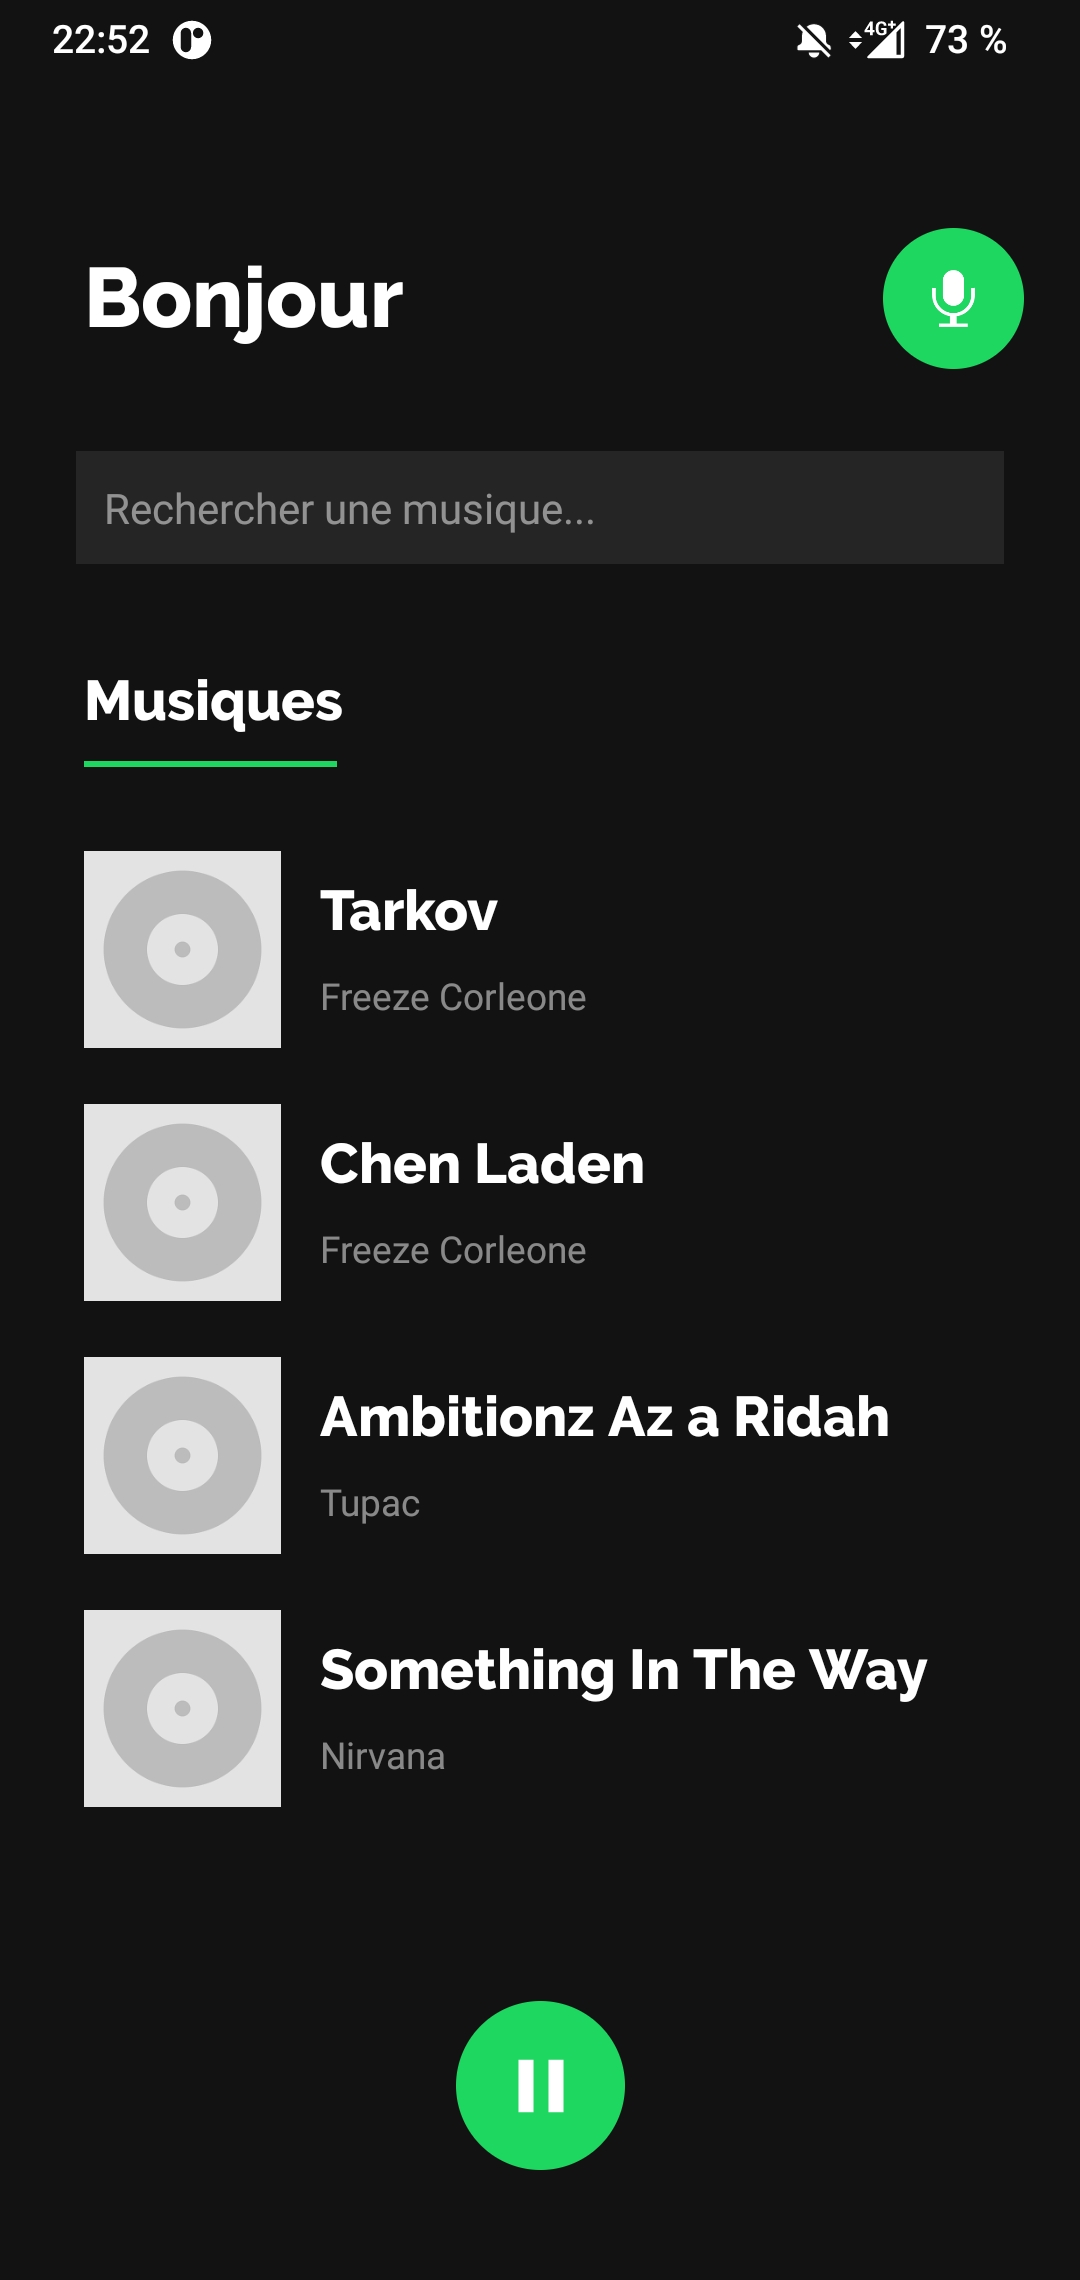 22:52
4G+ 73 %
Bonjour
Rechercher une musique...
Musiques
Tarkov
Freeze Corleone
Chen Laden
Freeze Corleone
Ambitionz Az a Ridah
Tupac
Something In The Way
Nirvana